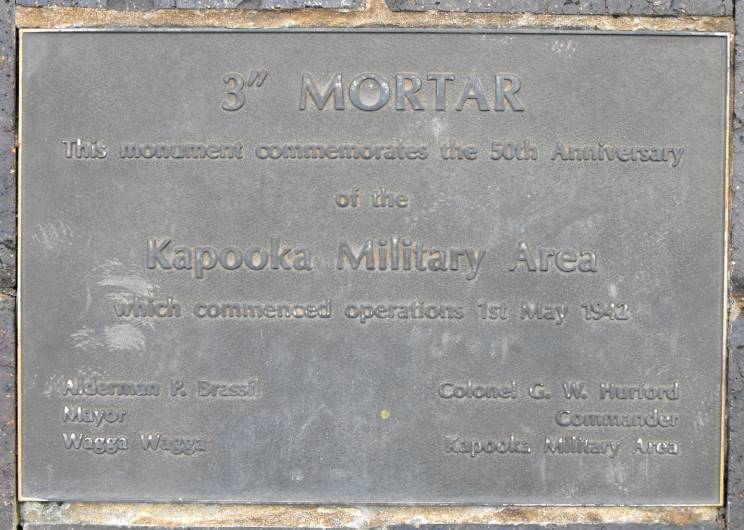 3" MORTAR
This monument commemorates the 50th Anniversary
of the
Kapooka Military Area
which commenced operations 1st May 1942
Alderman P. Brassil
Mayor
Wagga Wagga
Colonel G. W. Hurford
Commander
Kapooka Military Area